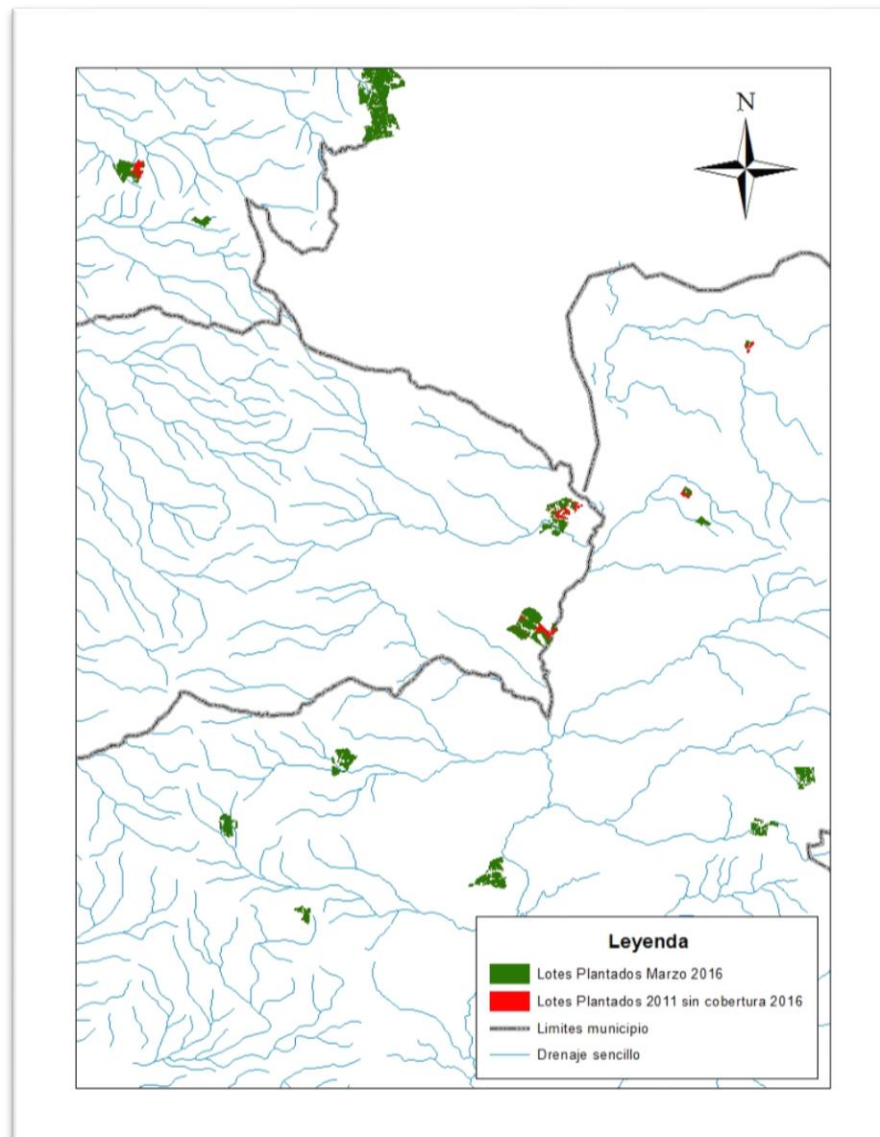 N
Leyenda
Lotes Plantados Marzo 2016
Lotes Plantados 2011 sin cobertura 2016
Limites municipio
Drenaje sencillo